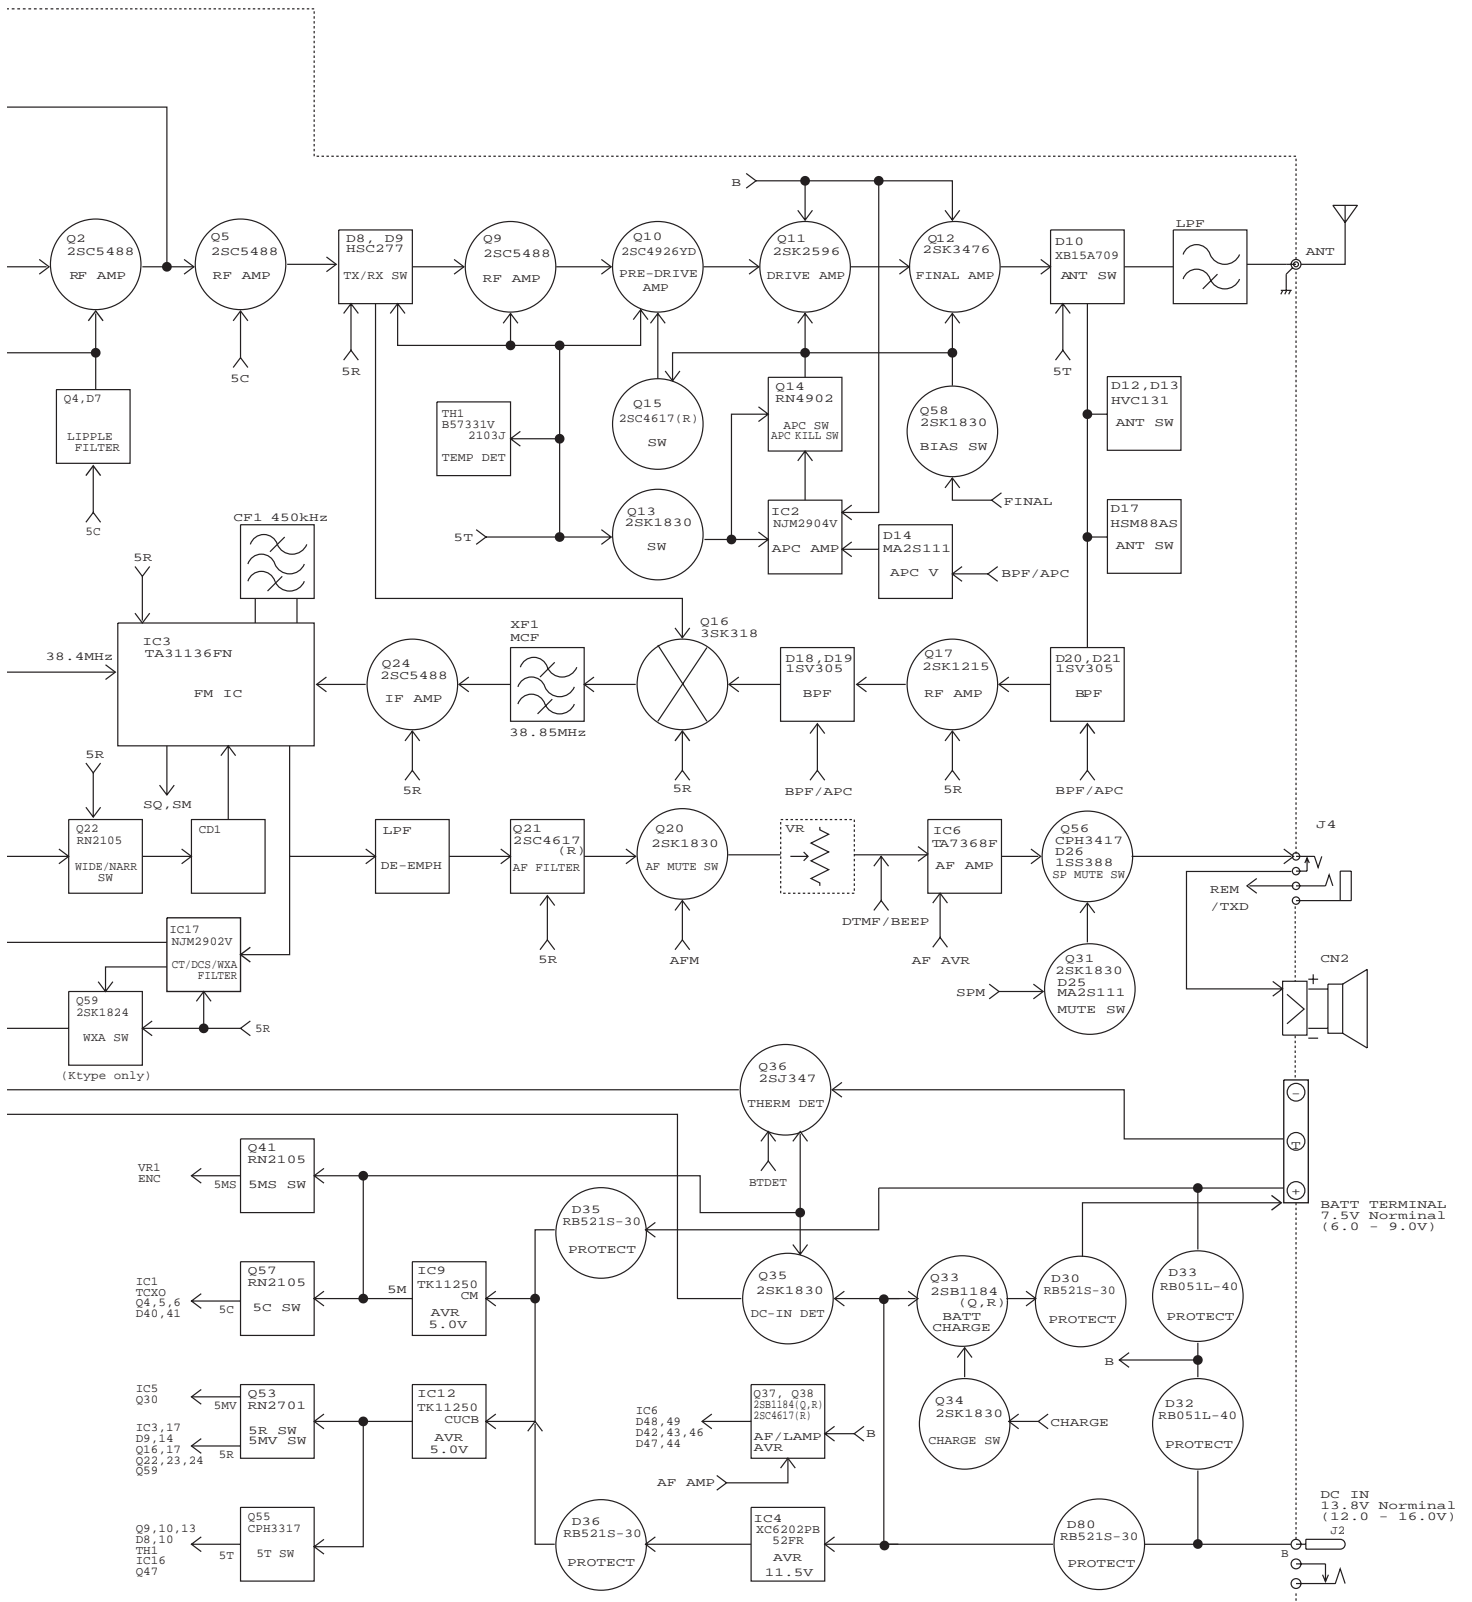 B
Q2
2SC5488
RF AMP
Q5
2SC5488
RF AMP
D8, D9
HSC277
TX/RX SW
Q9
2SC5488
RF AMP
Q10
2SC4926YD
PRE-DRIVE
AMP
Q11
2SK2596
DRIVE AMP
Q12
2SK3476
FINAL AMP
D10
XB15A709
ANT SW
LPF
ANT
5C
5R
5T
Q4,D7
LIPPLE
FILTER
5C
TH1
B57331V
2103J
TEMP DET
Q15
2SC4617(R)
SW
Q14
RN4902
APC SW
APC KILL SW
Q58
2SK1830
BIAS SW
D12,D13
HVC131
ANT SW
FINAL
CF1 450kHz
5T
Q13
2SK1830
SW
IC2
NJM2904V
APC AMP
D14
MA2S111
APC V
BPF/APC
D17
HSM88AS
ANT SW
5R
38.4MHz
IC3
TA31136FN
FM IC
Q24
2SC5488
IF AMP
XF1
MCF
38.85MHz
Q16
3SK318
D18,D19
1SV305
BPF
Q17
2SK1215
RF AMP
D20,D21
1SV305
BPF
5R
SQ,SM
5R
5R
BPF/APC
5R
BPF/APC
Q22
RN2105
WIDE/NARR
SW
CD1
LPF
DE-EMPH
Q21
2SC4617
(R)
AF FILTER
Q20
2SK1830
AF MUTE SW
VR
IC6
TA7368F
AF AMP
Q56
CPH3417
D26
1SS388
SP MUTE SW
J4
REM
/TXD
5R
AFM
DTMF/BEEP
AF AVR
IC17
NJM2902V
CT/DCS/WXA
FILTER
Q59
2SK1824
WXA SW
(Ktype only)
5R
SPM
Q31
2SK1830
D25
MA2S111
MUTE SW
CN2
+
-
Q36
2SJ347
THERM DET
BTDET
-
T
+
BATT TERMINAL
7.5V Norminal
(6.0 - 9.0V)
VR1
ENC
5MS
Q41
RN2105
5MS SW
D35
RB521S-30
PROTECT
IC1
TCXO
Q4,5,6
D40,41
5C
Q57
RN2105
5C SW
5M
IC9
TK11250
CM
AVR
5.0V
Q35
2SK1830
DC-IN DET
Q33
2SB1184
(Q,R)
BATT
CHARGE
D30
RB521S-30
PROTECT
D33
RB051L-40
PROTECT
B
IC5
Q30
5MV
IC3,17
D9,14
Q16,17
Q22,23,24
Q59
5R
Q53
RN2701
5R SW
5MV SW
IC12
TK11250
CUCB
AVR
5.0V
IC6
D48,49
D42,43,46
D47,44
Q37, Q38
2SB1184(Q,R)
2SC4617(R)
AF/LAMP
AVR
B
AF AMP
Q34
2SK1830
CHARGE SW
CHARGE
D32
RB051L-40
PROTECT
Q9,10,13
D8,10
TH1
IC16
Q47
5T
Q55
CPH3317
5T SW
D36
RB521S-30
PROTECT
IC4
XC6202PB
52FR
AVR
11.5V
D80
RB521S-30
PROTECT
DC IN
13.8V Norminal
(12.0 - 16.0V)
J2
B